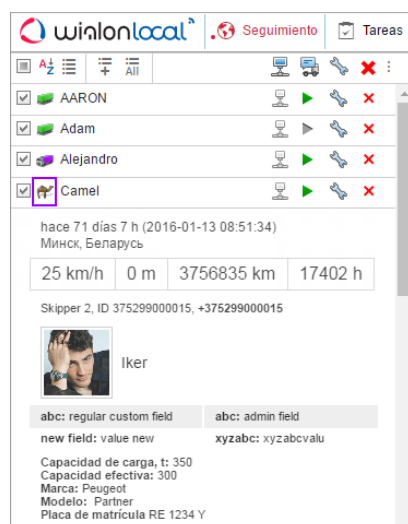 wialon local
Seguimiento
Tareas
AZ
All
AARON
Adam
Alejandro
Camel
hace 71 días 7 h (2016-01-13 08:51:34)
Минск, Беларусь
25 km/h 0 m 3756835 km 17402 h
Skipper 2, ID 375299000015, +375299000015
Iker
abc: regular custom field abc: admin field
new field: value new xyzabc: xyzabcvalu
Capacidad de carga, t: 350
Capacidad efectiva: 300
Marca: Peugeot
Modelo: Partner
Placa de matrícula RE 1234 Y